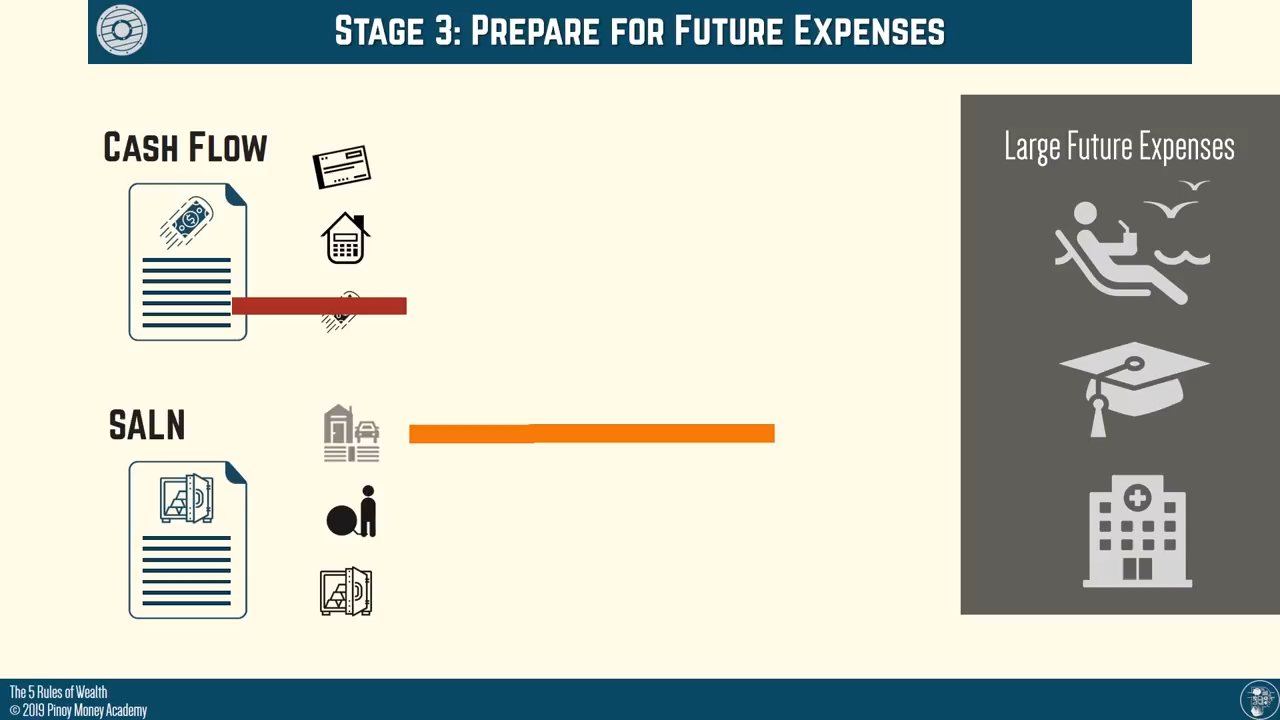 Stage 3: Prepare for Future Expenses
Cash Flow
Large Future Expenses
SALN
The 5 Rules of Wealth
© 2019 Pinoy Money Academy